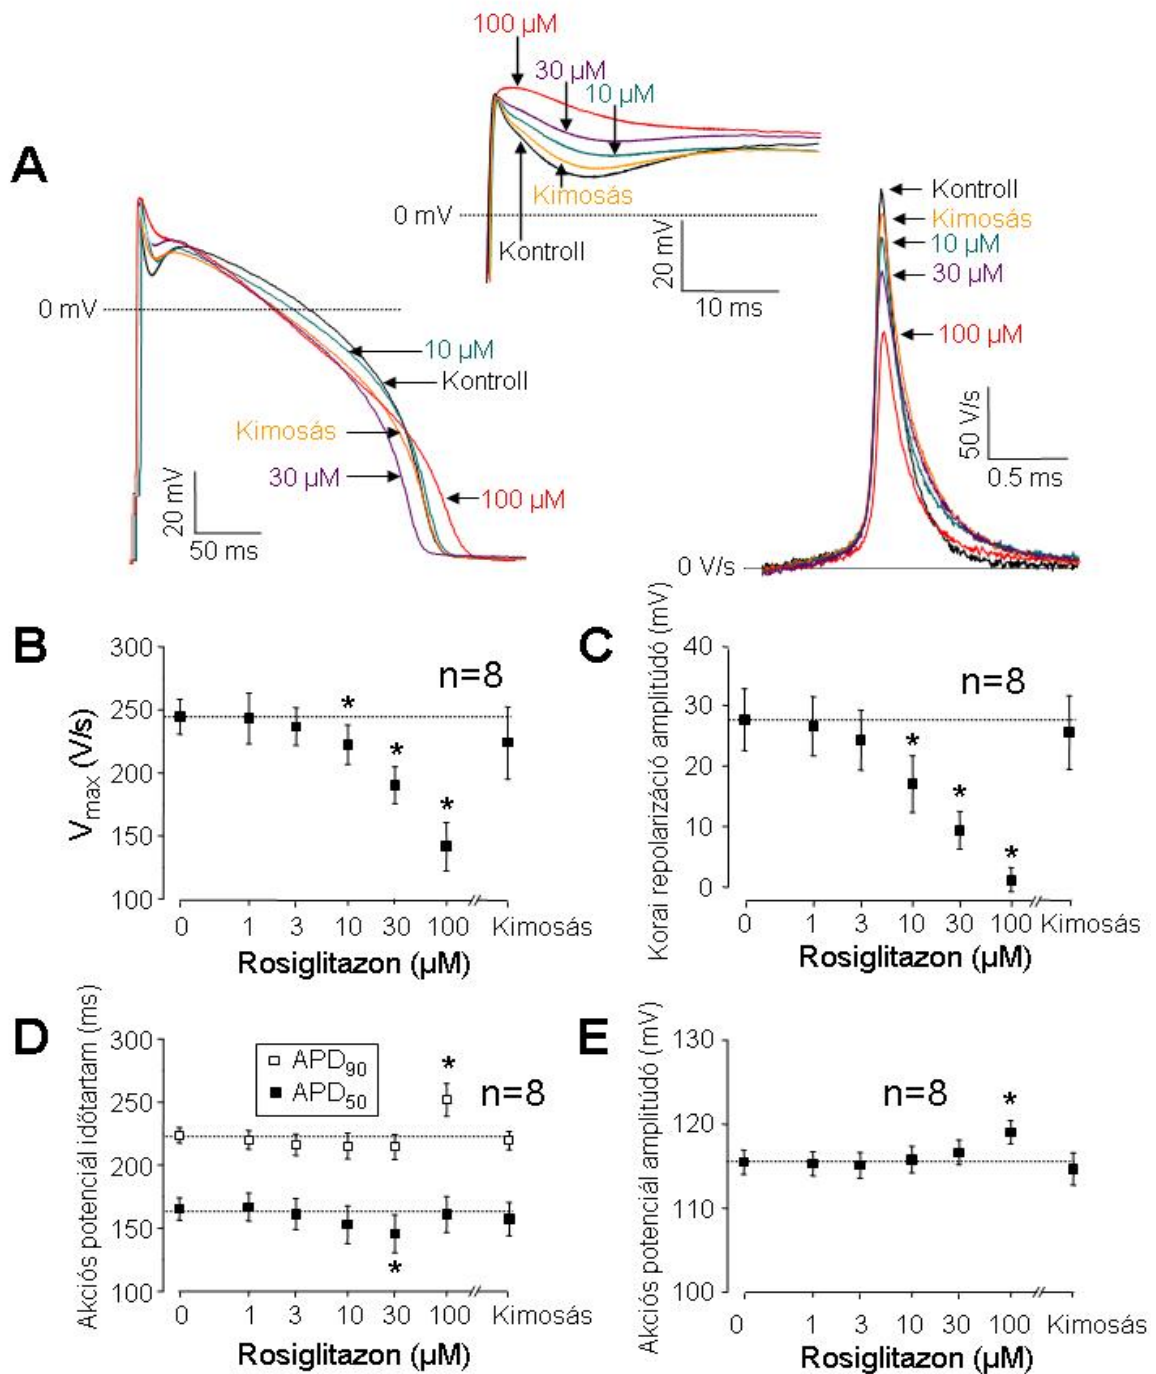 A
100 µM
30 µM
10 µM
Kimosás
0 mV
Kontroll
20 mV
10 ms
0 mV
10 µM
Kontroll
Kimosás
30 µM
100 µM
20 mV
50 ms
Kontroll
Kimosás
10 µM
30 µM
100 µM
50 V/s
0.5 ms
0 V/s
B
Vmax (V/s)
300
250
200
150
100
n=8
*
*
*
0 1 3 10 30 100 Kimosás
Rosiglitazon (µM)
C
Korai repolarizáció amplitúdó (mV)
40
30
20
10
0
n=8
*
*
*
0 1 3 10 30 100 Kimosás
Rosiglitazon (µM)
D
Akciós potenciál időtartam (ms)
300
250
200
150
100
APD90
APD50
n=8
*
*
0 1 3 10 30 100 Kimosás
Rosiglitazon (µM)
E
Akciós potenciál amplitúdó (mV)
130
120
110
100
n=8
*
0 1 3 10 30 100 Kimosás
Rosiglitazon (µM)